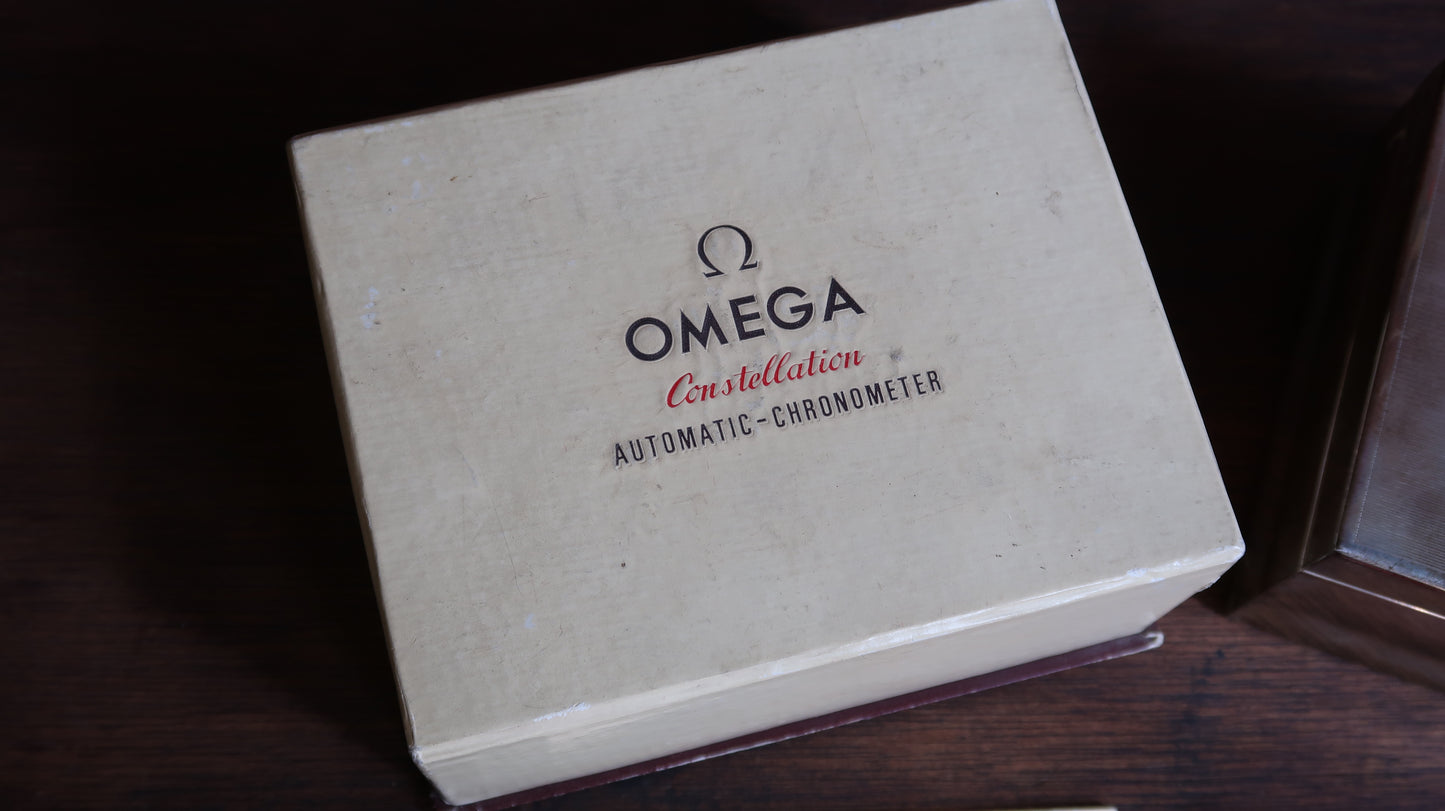 Ω
OMEGA
Constellation
AUTOMATIC-CHRONOMETER